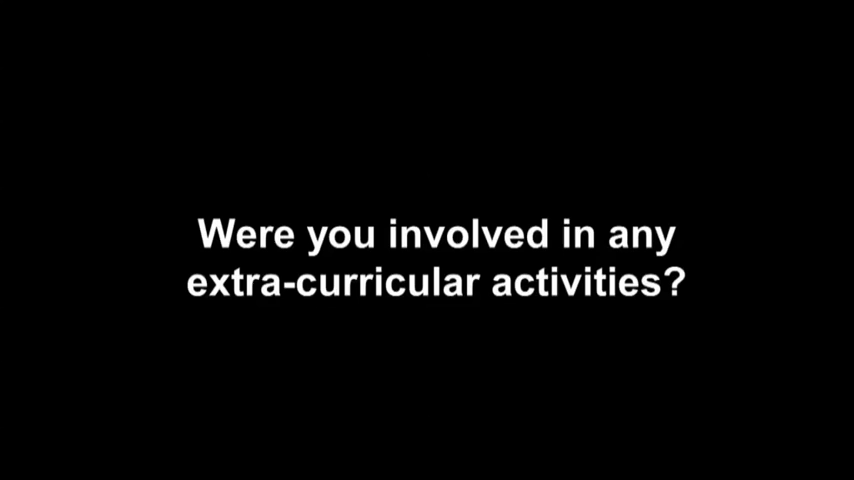 Were you involved in any
extra-curricular activities?